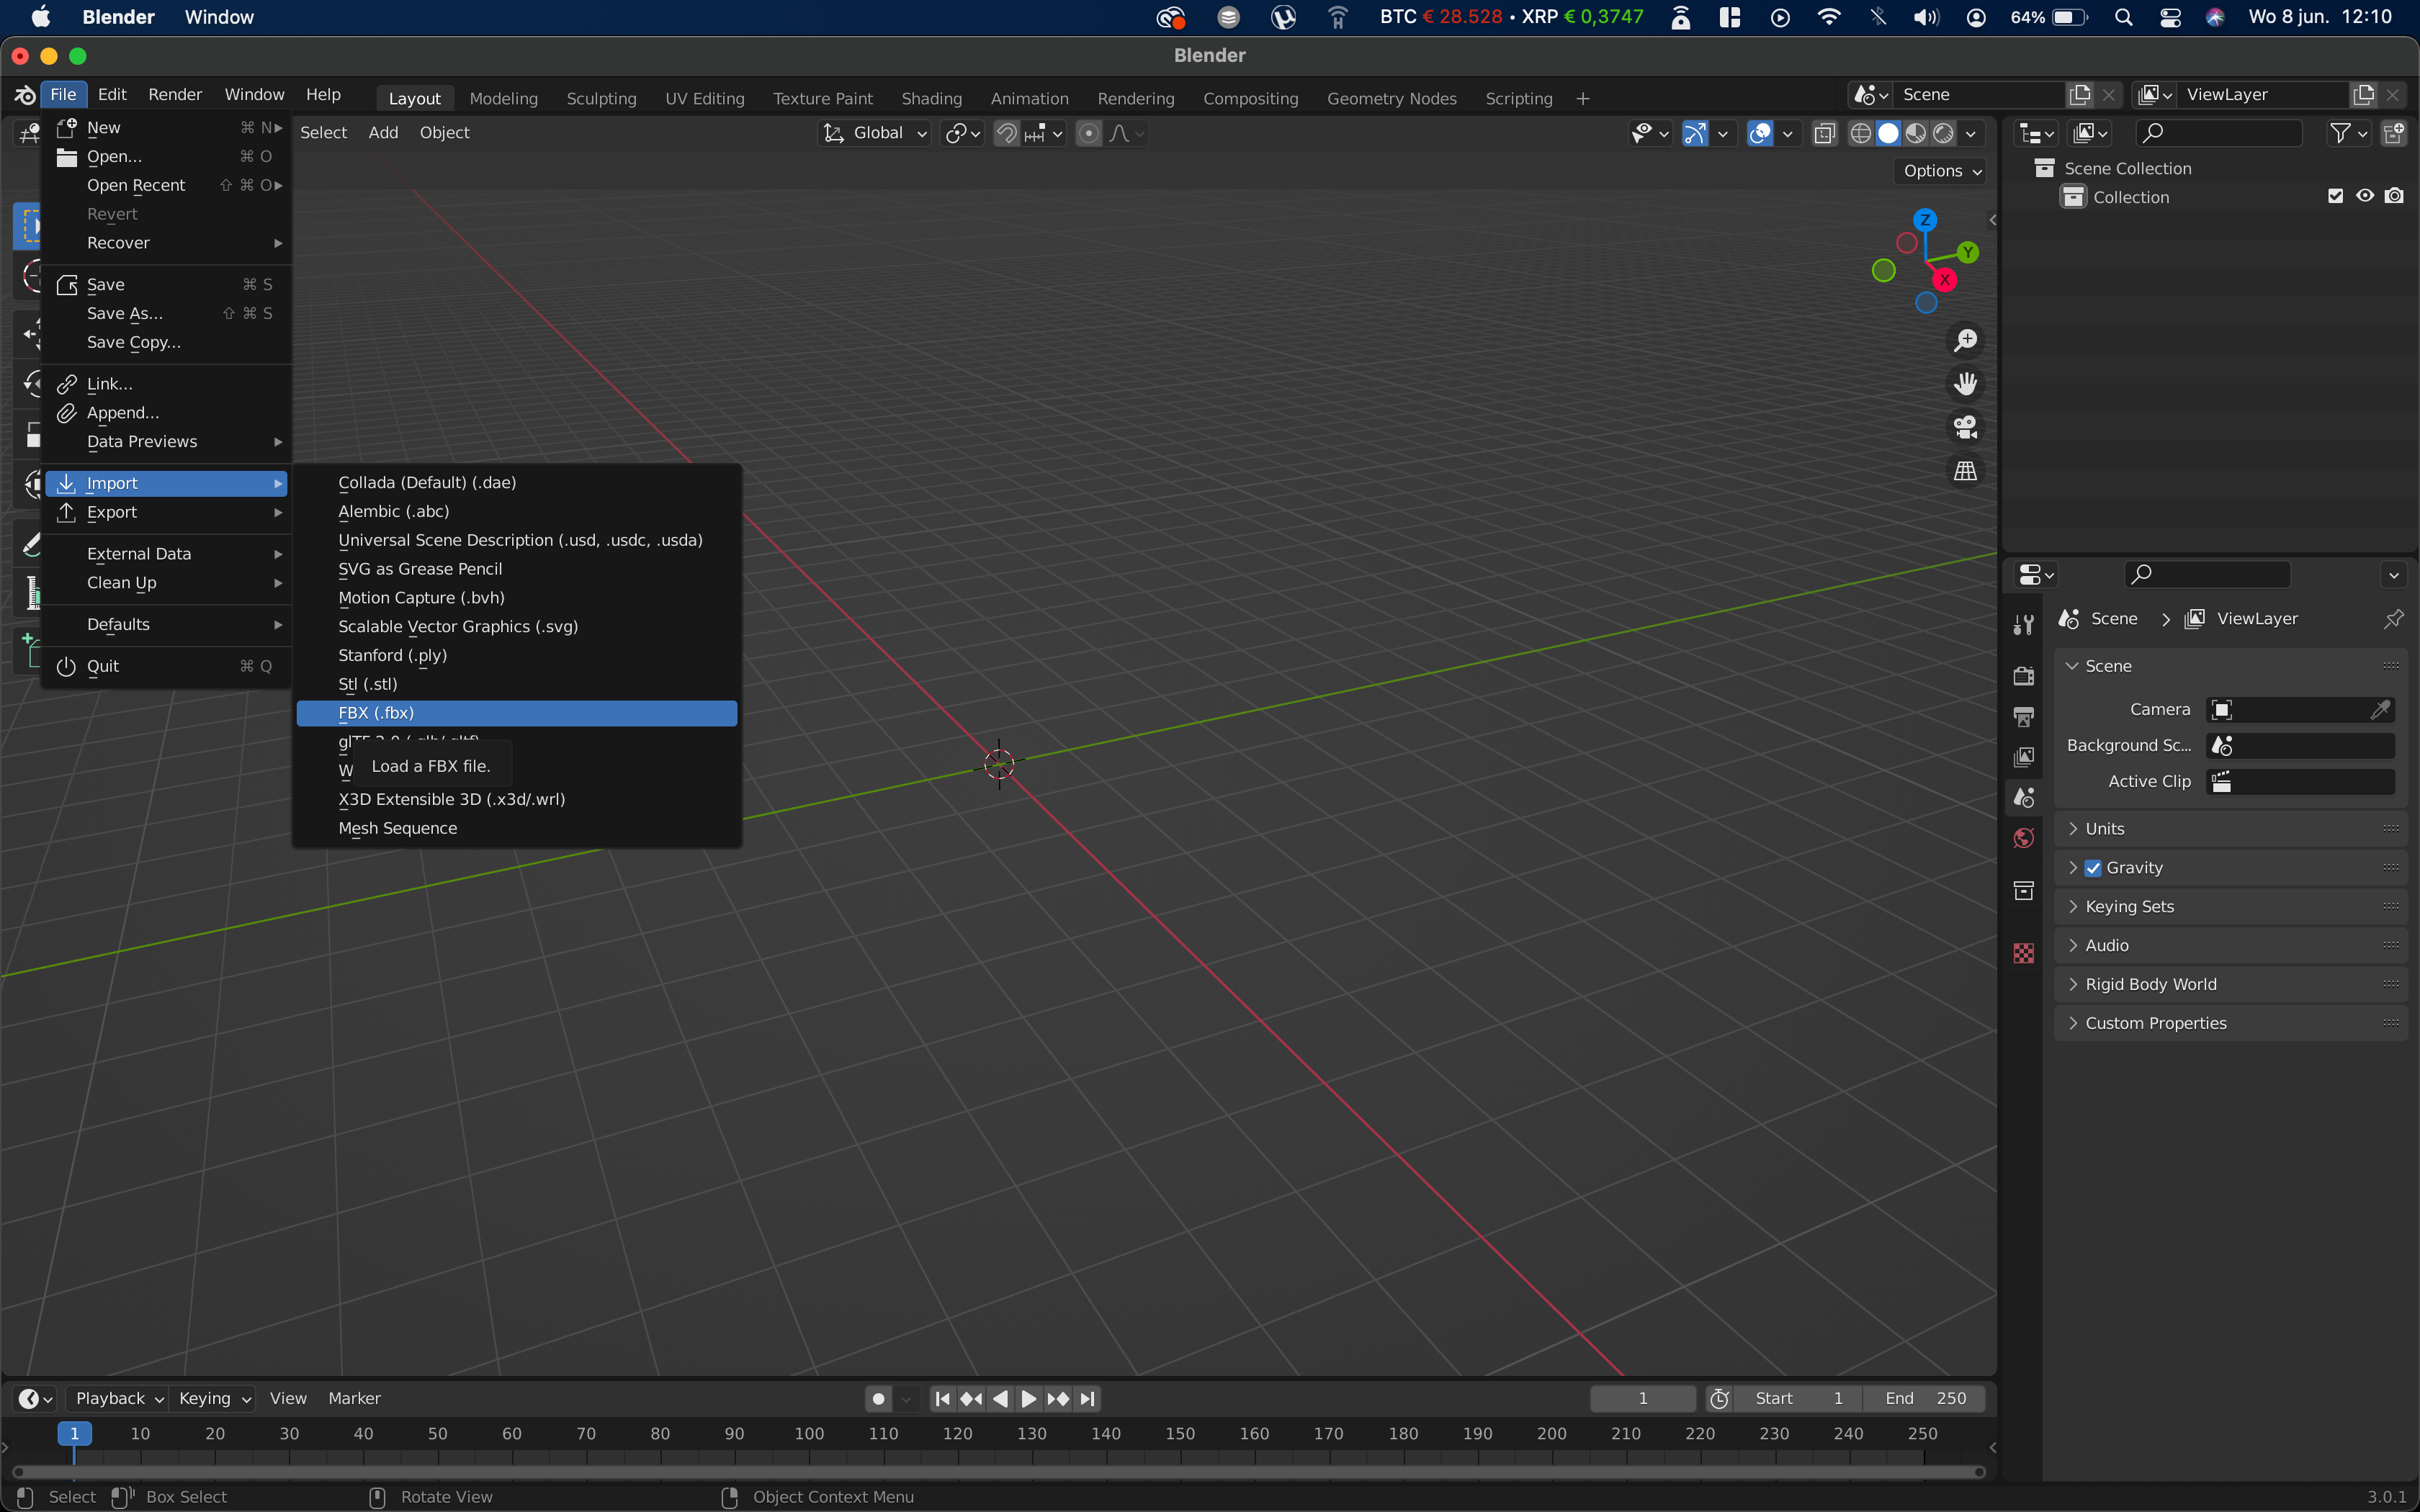 Blender Window BTC € 28.528 • XRP € 0,3747 64% Wo 8 jun. 12:10
Blender
File Edit Render Window Help Layout Modeling Sculpting UV Editing Texture Paint Shading Animation Rendering Compositing Geometry Nodes Scripting + Scene ViewLayer
Select Add Object Global
Options
New ⌘ N
Open... ⌘ O
Open Recent ⇧ ⌘ O
Revert
Recover
Save ⌘ S
Save As... ⇧ ⌘ S
Save Copy...
Link...
Append...
Data Previews
Import
Export
External Data
Clean Up
Defaults
Quit ⌘ Q
Collada (Default) (.dae)
Alembic (.abc)
Universal Scene Description (.usd, .usdc, .usda)
SVG as Grease Pencil
Motion Capture (.bvh)
Scalable Vector Graphics (.svg)
Stanford (.ply)
Stl (.stl)
FBX (.fbx)
glTF 2.0 (.glb/.gltf)
W
Load a FBX file.
X3D Extensible 3D (.x3d/.wrl)
Mesh Sequence
Z
Y
X
Scene Collection
Collection
Scene > ViewLayer
Scene
Camera
Background Sc...
Active Clip
Units
Gravity
Keying Sets
Audio
Rigid Body World
Custom Properties
Playback Keying View Marker 1 Start 1 End 250
1 10 20 30 40 50 60 70 80 90 100 110 120 130 140 150 160 170 180 190 200 210 220 230 240 250
Select Box Select Rotate View Object Context Menu 3.0.1